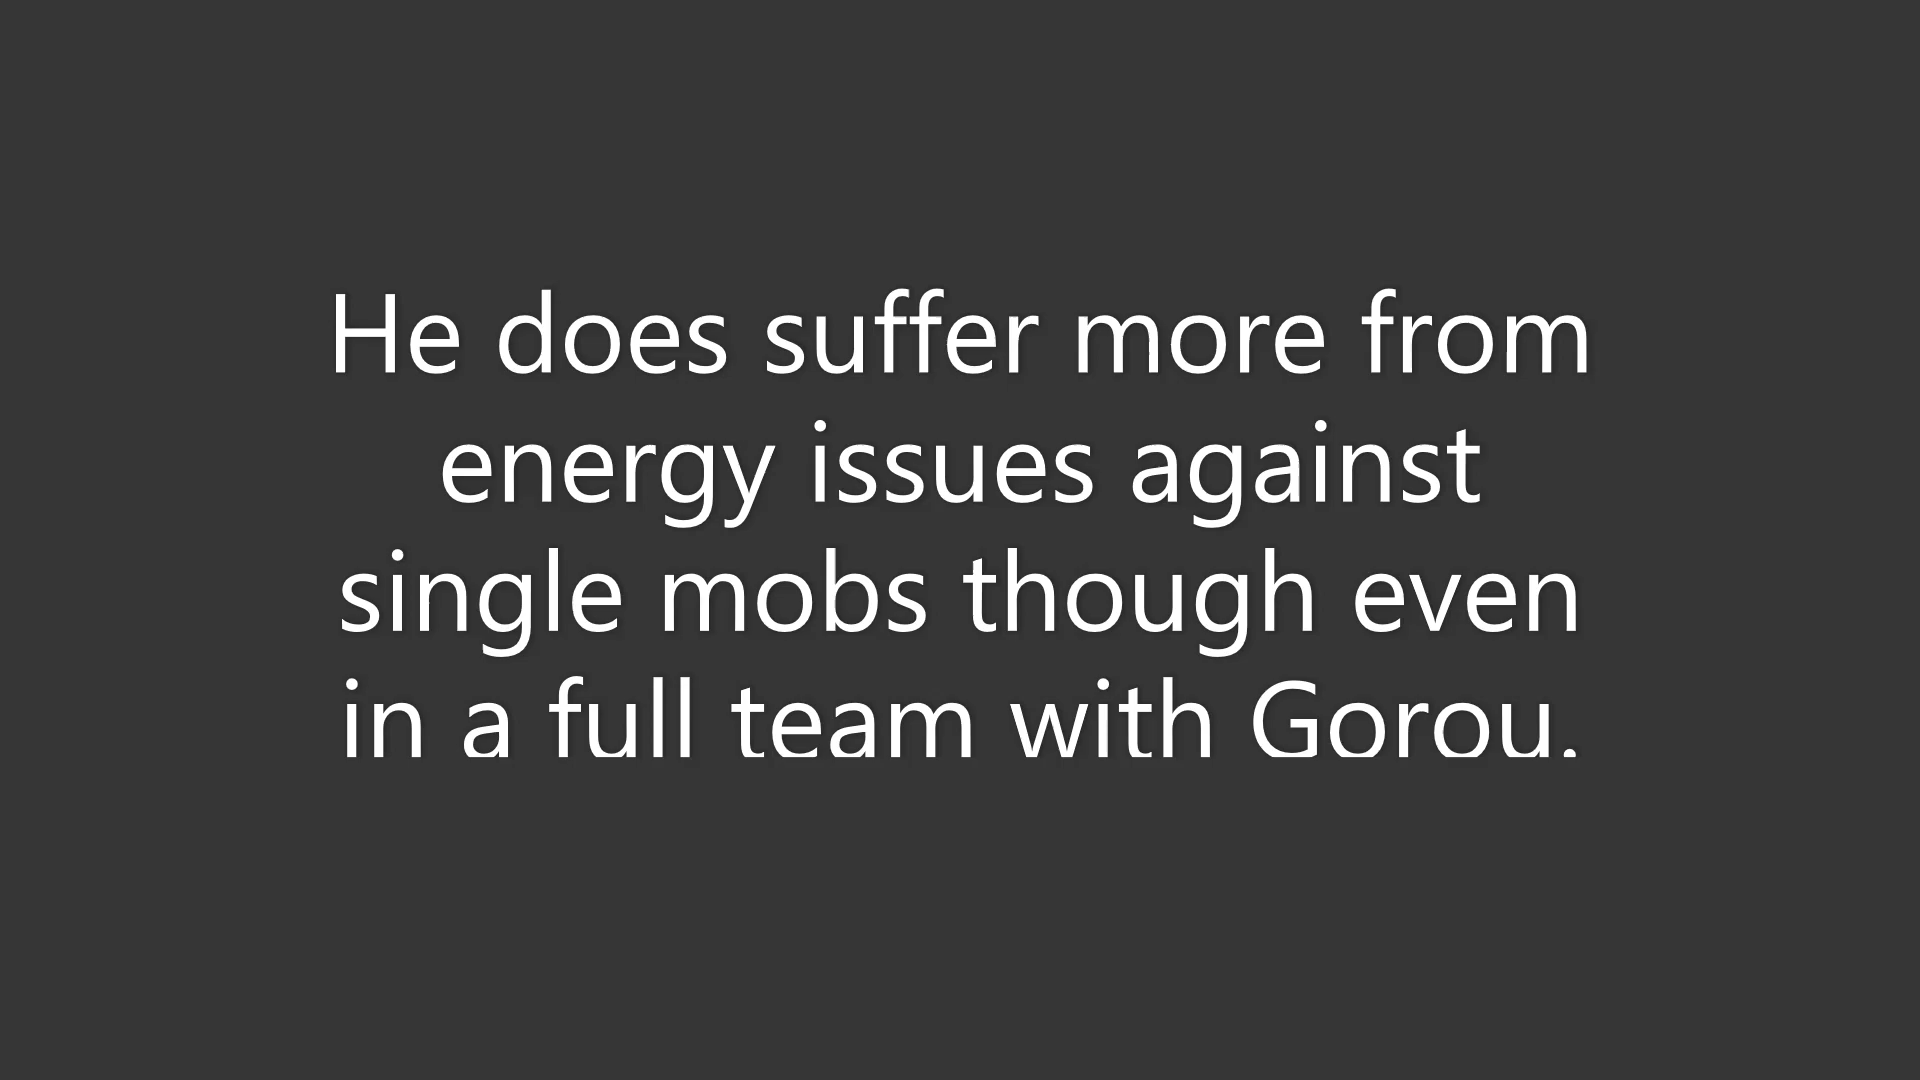 He does suffer more from
energy issues against
single mobs though even
in a full team with Gorou.